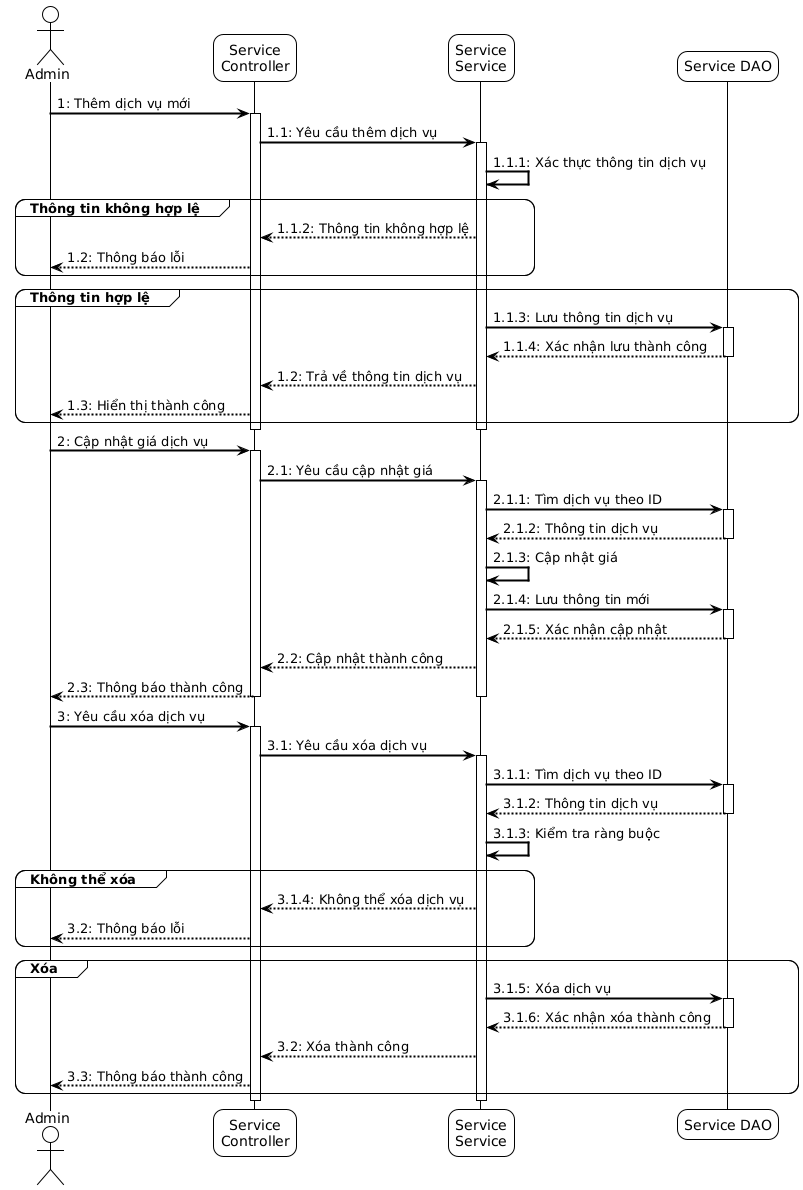 Admin
Service
Controller
Service
Service
Service DAO
1: Thêm dịch vụ mới
1.1: Yêu cầu thêm dịch vụ
1.1.1: Xác thực thông tin dịch vụ
Thông tin không hợp lệ
1.1.2: Thông tin không hợp lệ
1.2: Thông báo lỗi
Thông tin hợp lệ
1.1.3: Lưu thông tin dịch vụ
1.1.4: Xác nhận lưu thành công
1.2: Trả về thông tin dịch vụ
1.3: Hiển thị thành công
2: Cập nhật giá dịch vụ
2.1: Yêu cầu cập nhật giá
2.1.1: Tìm dịch vụ theo ID
2.1.2: Thông tin dịch vụ
2.1.3: Cập nhật giá
2.1.4: Lưu thông tin mới
2.1.5: Xác nhận cập nhật
2.2: Cập nhật thành công
2.3: Thông báo thành công
3: Yêu cầu xóa dịch vụ
3.1: Yêu cầu xóa dịch vụ
3.1.1: Tìm dịch vụ theo ID
3.1.2: Thông tin dịch vụ
3.1.3: Kiểm tra ràng buộc
Không thể xóa
3.1.4: Không thể xóa dịch vụ
3.2: Thông báo lỗi
Xóa
3.1.5: Xóa dịch vụ
3.1.6: Xác nhận xóa thành công
3.2: Xóa thành công
3.3: Thông báo thành công
Admin
Service
Controller
Service
Service
Service DAO